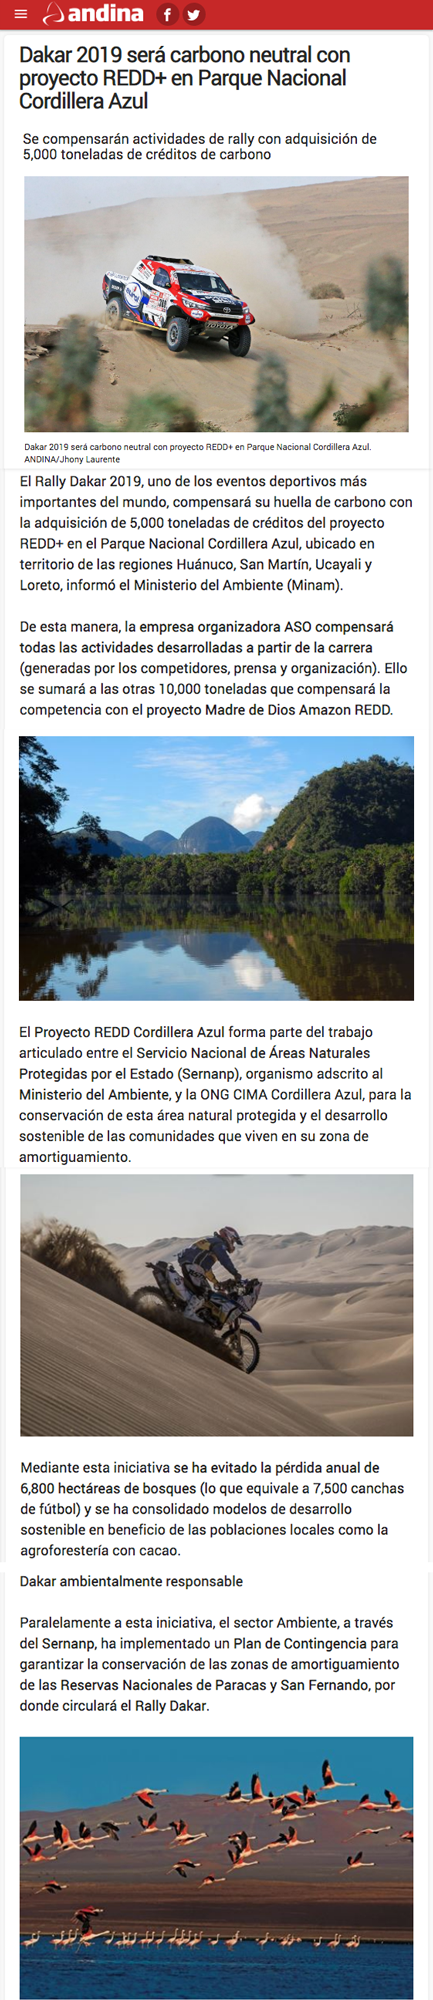 andina
Dakar 2019 será carbono neutral con
proyecto REDD+ en Parque Nacional
Cordillera Azul
Se compensarán actividades de rally con adquisición de
5,000 toneladas de créditos de carbono
TOYOTA
Dakar 2019 será carbono neutral con proyecto REDD+ en Parque Nacional Cordillera Azul.
ANDINA/Jhony Laurente
El Rally Dakar 2019, uno de los eventos deportivos más
importantes del mundo, compensará su huella de carbono con
la adquisición de 5,000 toneladas de créditos del proyecto
REDD+ en el Parque Nacional Cordillera Azul, ubicado en
territorio de las regiones Huánuco, San Martín, Ucayali y
Loreto, informó el Ministerio del Ambiente (Minam).
De esta manera, la empresa organizadora ASO compensará
todas las actividades desarrolladas a partir de la carrera
(generadas por los competidores, prensa y organización). Ello
se sumará a las otras 10,000 toneladas que compensará la
competencia con el proyecto Madre de Dios Amazon REDD.
El Proyecto REDD Cordillera Azul forma parte del trabajo
articulado entre el Servicio Nacional de Áreas Naturales
Protegidas por el Estado (Sernanp), organismo adscrito al
Ministerio del Ambiente, y la ONG CIMA Cordillera Azul, para la
conservación de esta área natural protegida y el desarrollo
sostenible de las comunidades que viven en su zona de
amortiguamiento.
Mediante esta iniciativa se ha evitado la pérdida anual de
6,800 hectáreas de bosques (lo que equivale a 7,500 canchas
de fútbol) y se ha consolidado modelos de desarrollo
sostenible en beneficio de las poblaciones locales como la
agroforestería con cacao.
Dakar ambientalmente responsable
Paralelamente a esta iniciativa, el sector Ambiente, a través
del Sernanp, ha implementado un Plan de Contingencia para
garantizar la conservación de las zonas de amortiguamiento
de las Reservas Nacionales de Paracas y San Fernando, por
donde circulará el Rally Dakar.